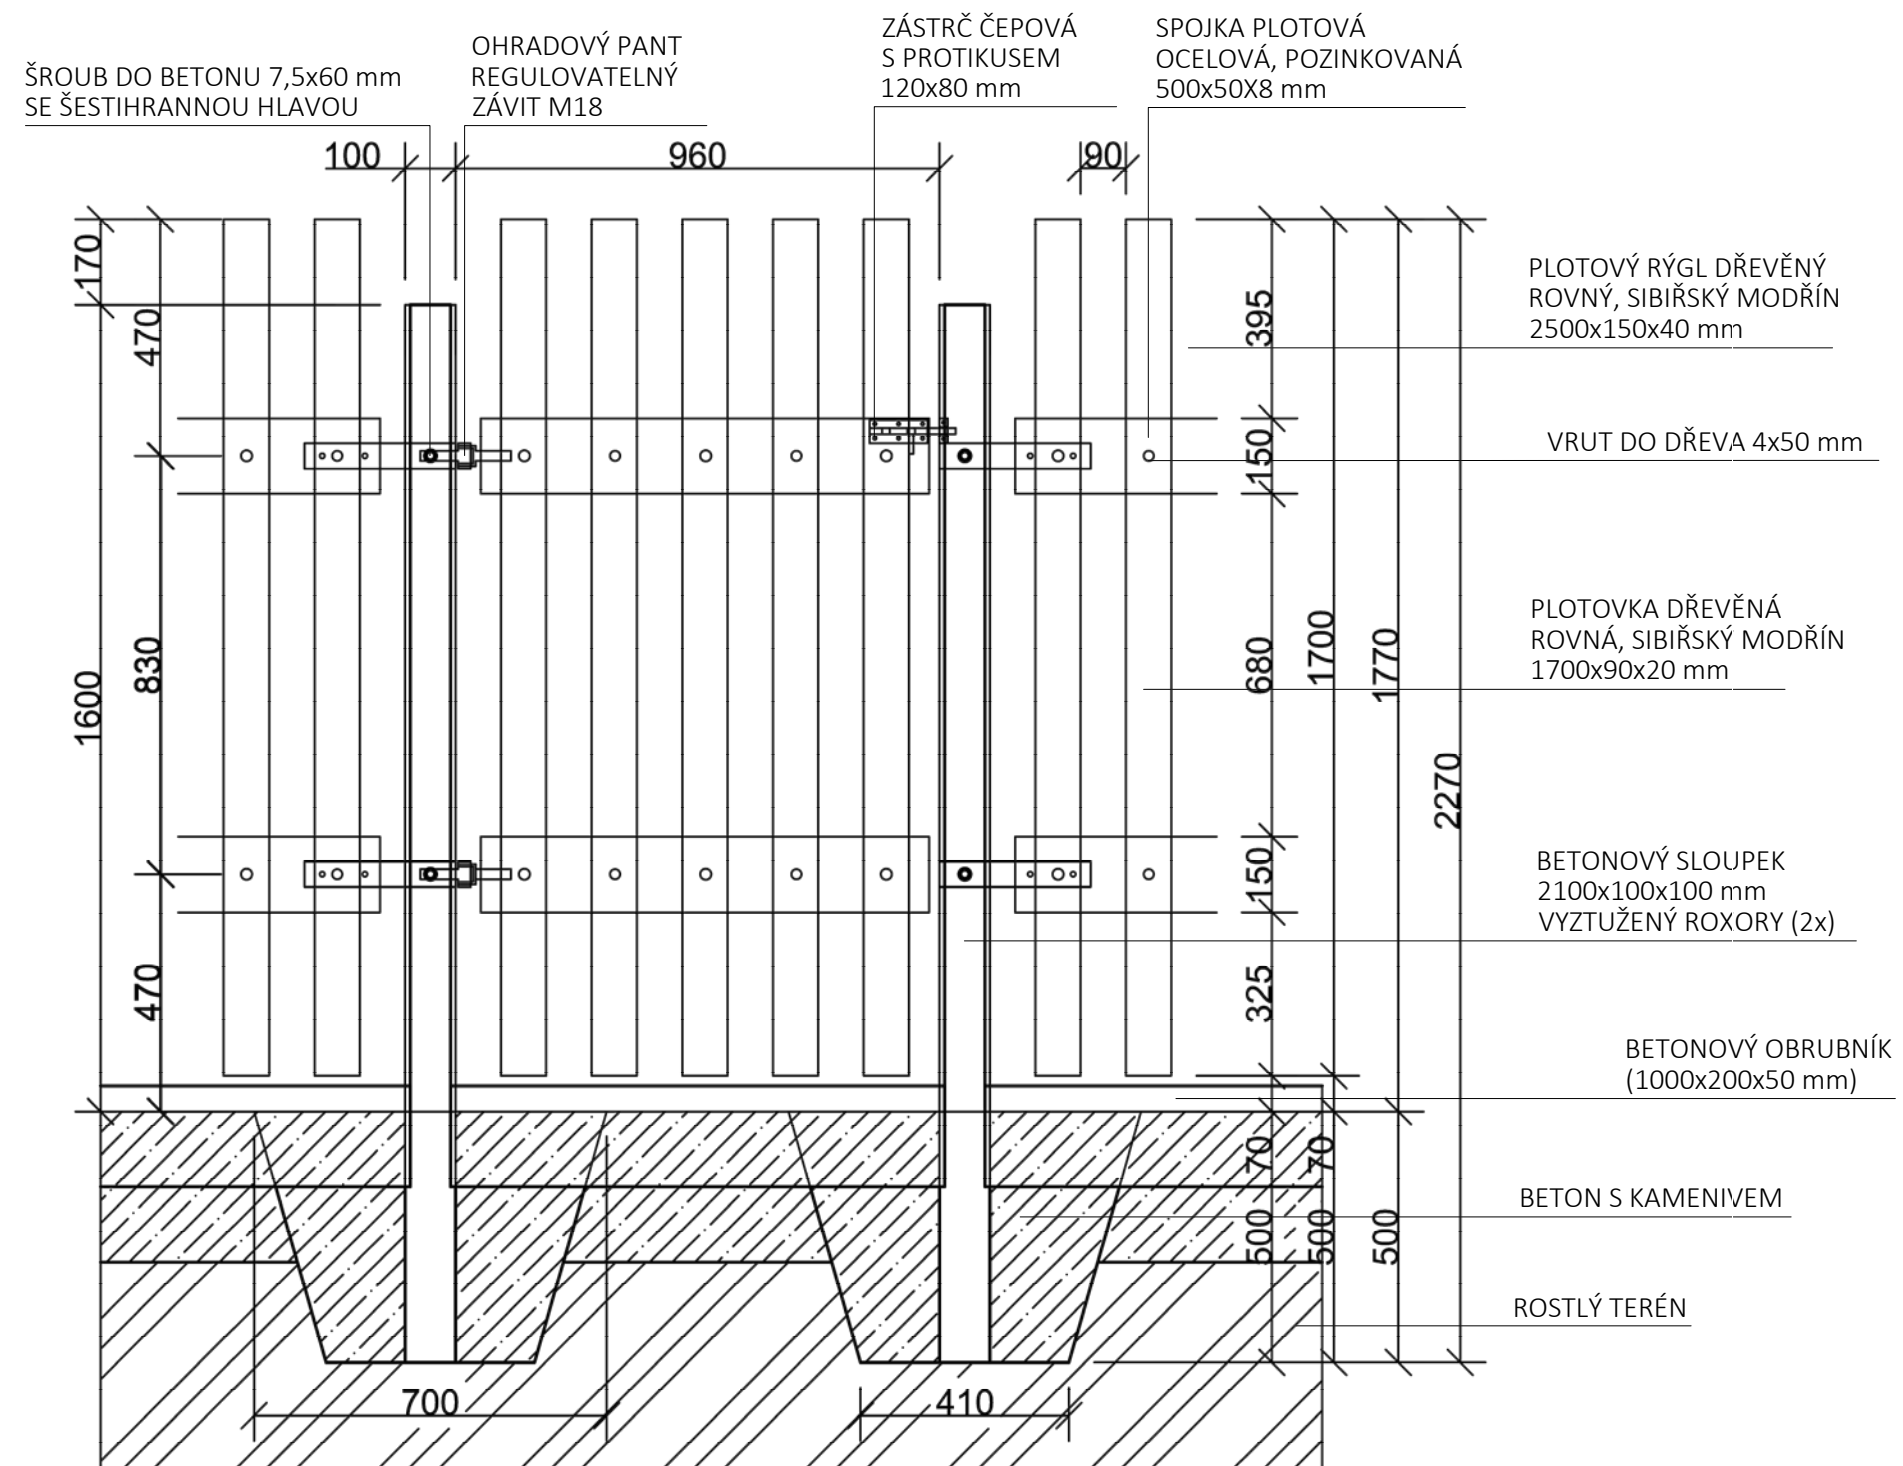 ŠROUB DO BETONU 7,5x60 mm
SE ŠESTIHRANNOU HLAVOU
OHRADOVÝ PANT
REGULOVATELNÝ
ZÁVIT M18
ZÁSTRČ ČEPOVÁ
S PROTIKUSEM
120x80 mm
SPOJKA PLOTOVÁ
OCELOVÁ, POZINKOVANÁ
500x50X8 mm
100
960
90
170
470
1600
830
470
395
150
680
150
325
70
500
1700
70
500
1770
500
2270
PLOTOVÝ RÝGL DŘEVĚNÝ
ROVNÝ, SIBIŘSKÝ MODŘÍN
2500x150x40 mm
VRUT DO DŘEVA 4x50 mm
PLOTOVKA DŘEVĚNÁ
ROVNÁ, SIBIŘSKÝ MODŘÍN
1700x90x20 mm
BETONOVÝ SLOUPEK
2100x100x100 mm
VYZTUŽENÝ ROXORY (2x)
BETONOVÝ OBRUBNÍK
(1000x200x50 mm)
BETON S KAMENIVEM
ROSTLÝ TERÉN
700
410